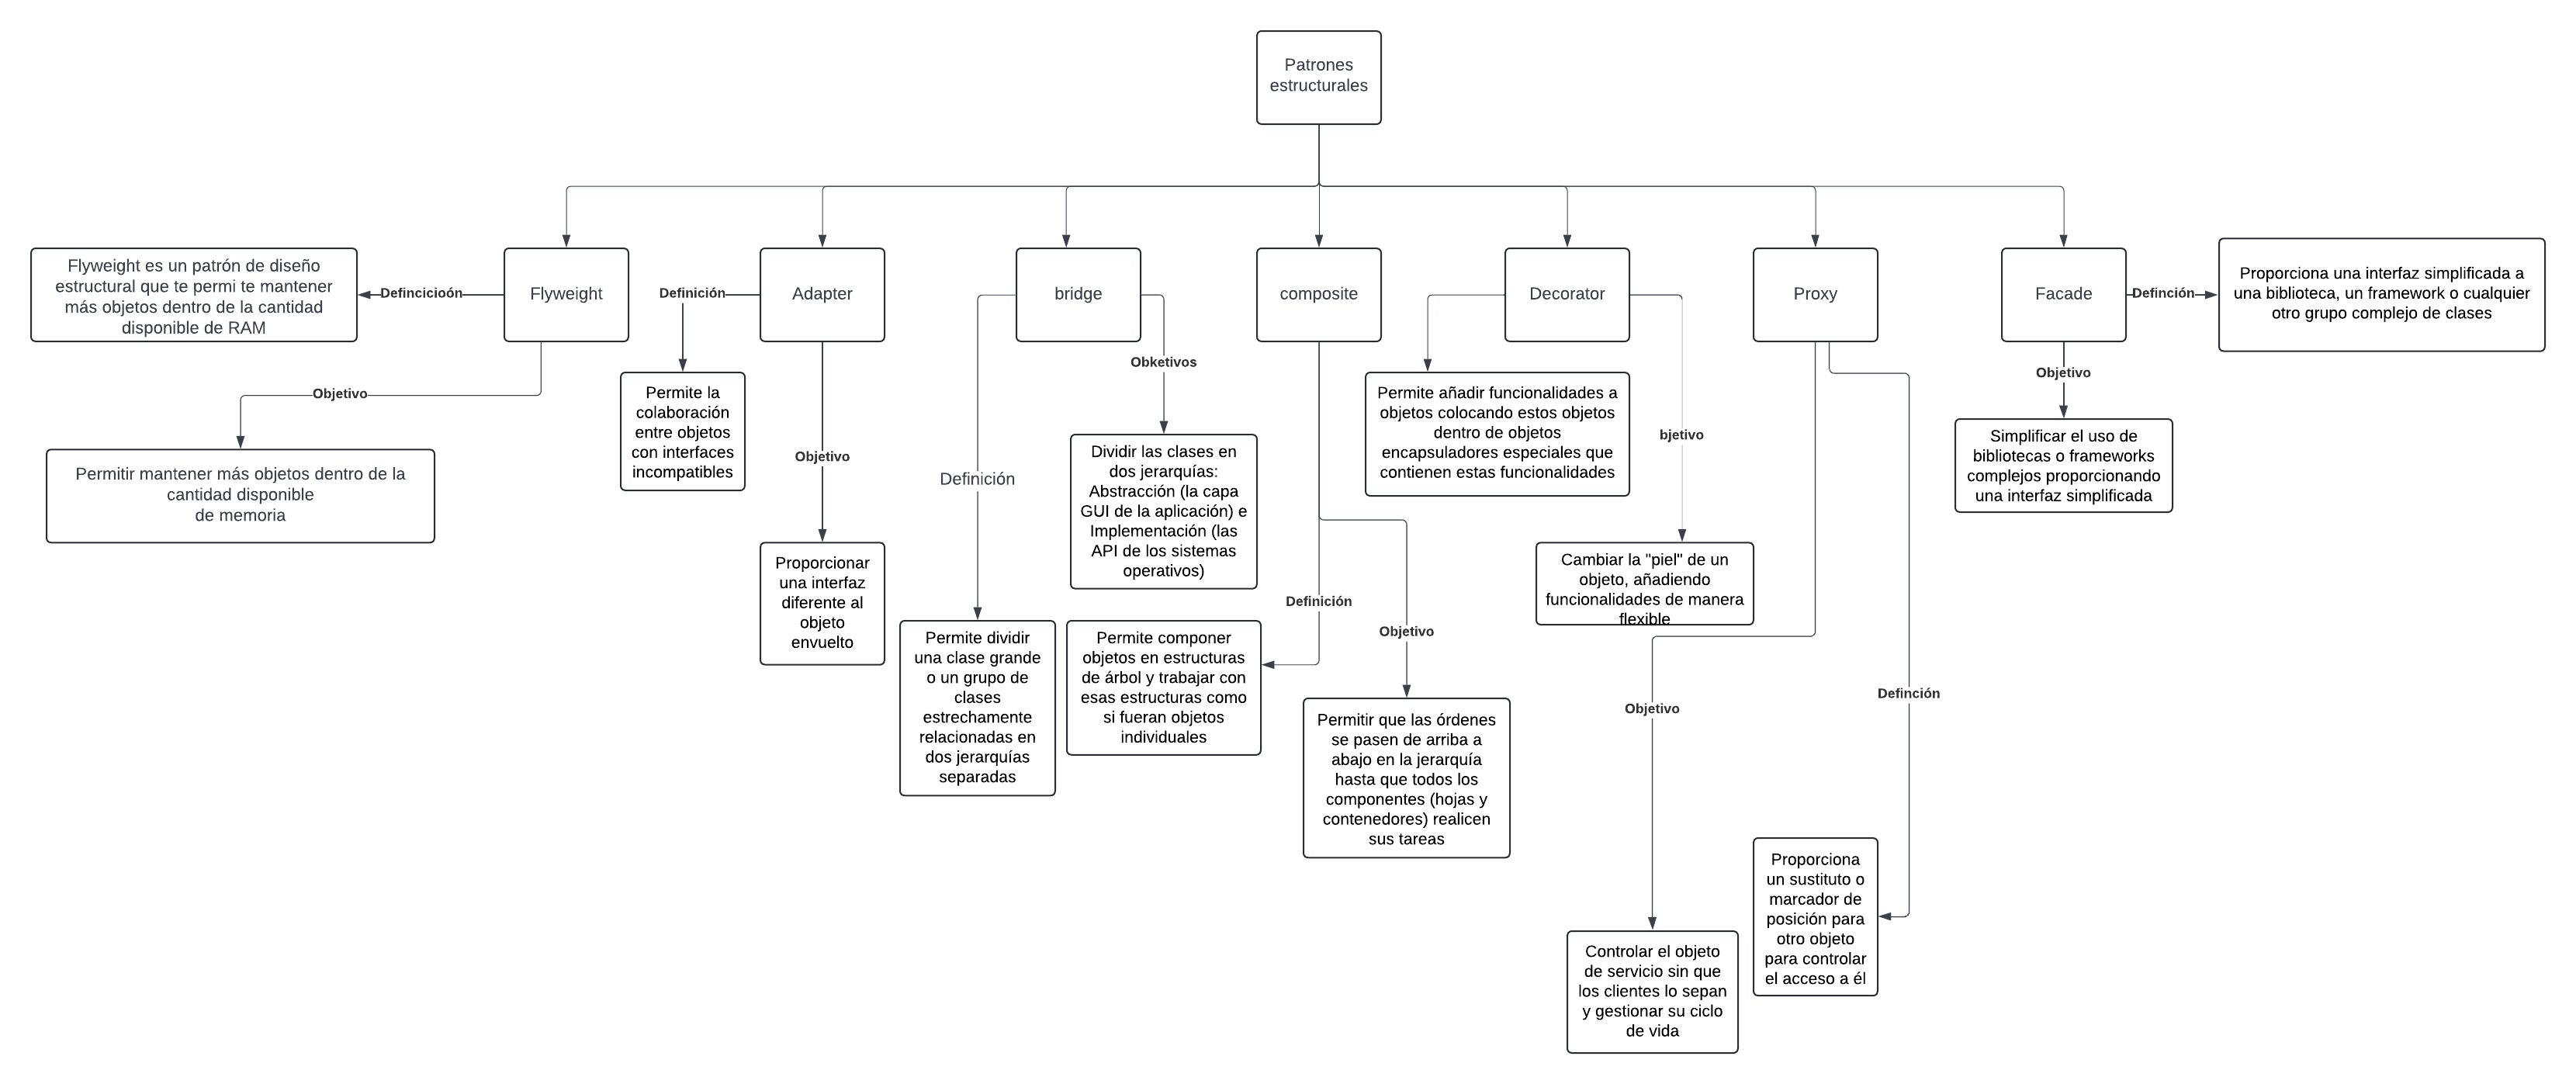 Patrones
estructurales
Flyweight es un patrón de diseño
estructural que te permi te mantener
más objetos dentro de la cantidad
disponible de RAM
Defincicioón
Flyweight
Objetivo
Permitir mantener más objetos dentro de la
cantidad disponible
de memoria
Definición
Adapter
Permite la
colaboración
entre objetos
con interfaces
incompatibles
Objetivo
Proporcionar
una interfaz
diferente al
objeto
envuelto
bridge
Obketivos
Dividir las clases en
dos jerarquías:
Abstracción (la capa
GUI de la aplicación) e
Implementación (las
API de los sistemas
operativos)
Definición
Permite dividir
una clase grande
o un grupo de
clases
estrechamente
relacionadas en
dos jerarquías
separadas
composite
Definición
Permite componer
objetos en estructuras
de árbol y trabajar con
esas estructuras como
si fueran objetos
individuales
Objetivo
Permitir que las órdenes
se pasen de arriba a
abajo en la jerarquía
hasta que todos los
componentes (hojas y
contenedores) realicen
sus tareas
Decorator
Permite añadir funcionalidades a
objetos colocando estos objetos
dentro de objetos
encapsuladores especiales que
contienen estas funcionalidades
bjetivo
Cambiar la "piel" de un
objeto, añadiendo
funcionalidades de manera
flexible
Proxy
Objetivo
Controlar el objeto
de servicio sin que
los clientes lo sepan
y gestionar su ciclo
de vida
Definción
Proporciona
un sustituto o
marcador de
posición para
otro objeto
para controlar
el acceso a él
Facade
Definción
Proporciona una interfaz simplificada a
una biblioteca, un framework o cualquier
otro grupo complejo de clases
Objetivo
Simplificar el uso de
bibliotecas o frameworks
complejos proporcionando
una interfaz simplificada